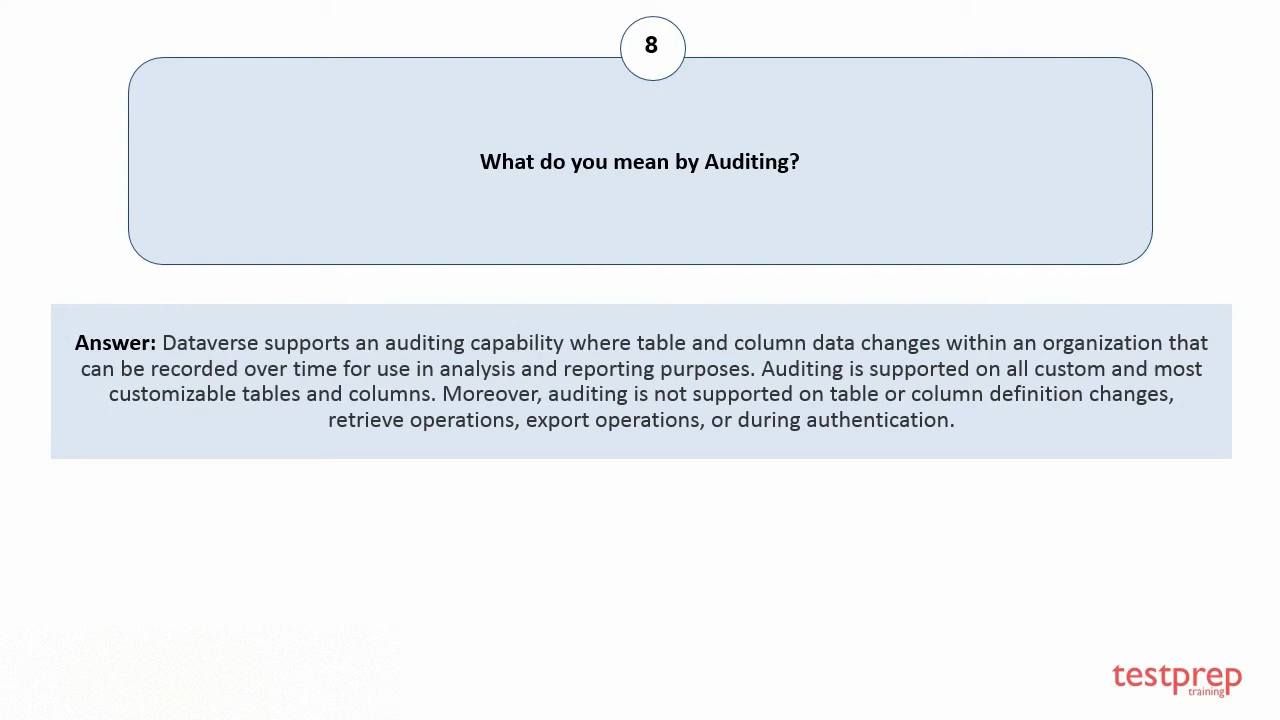 8
What do you mean by Auditing?
Answer: Dataverse supports an auditing capability where table and column data changes within an organization that
can be recorded over time for use in analysis and reporting purposes. Auditing is supported on all custom and most
customizable tables and columns. Moreover, auditing is not supported on table or column definition changes,
retrieve operations, export operations, or during authentication.
testprep
training